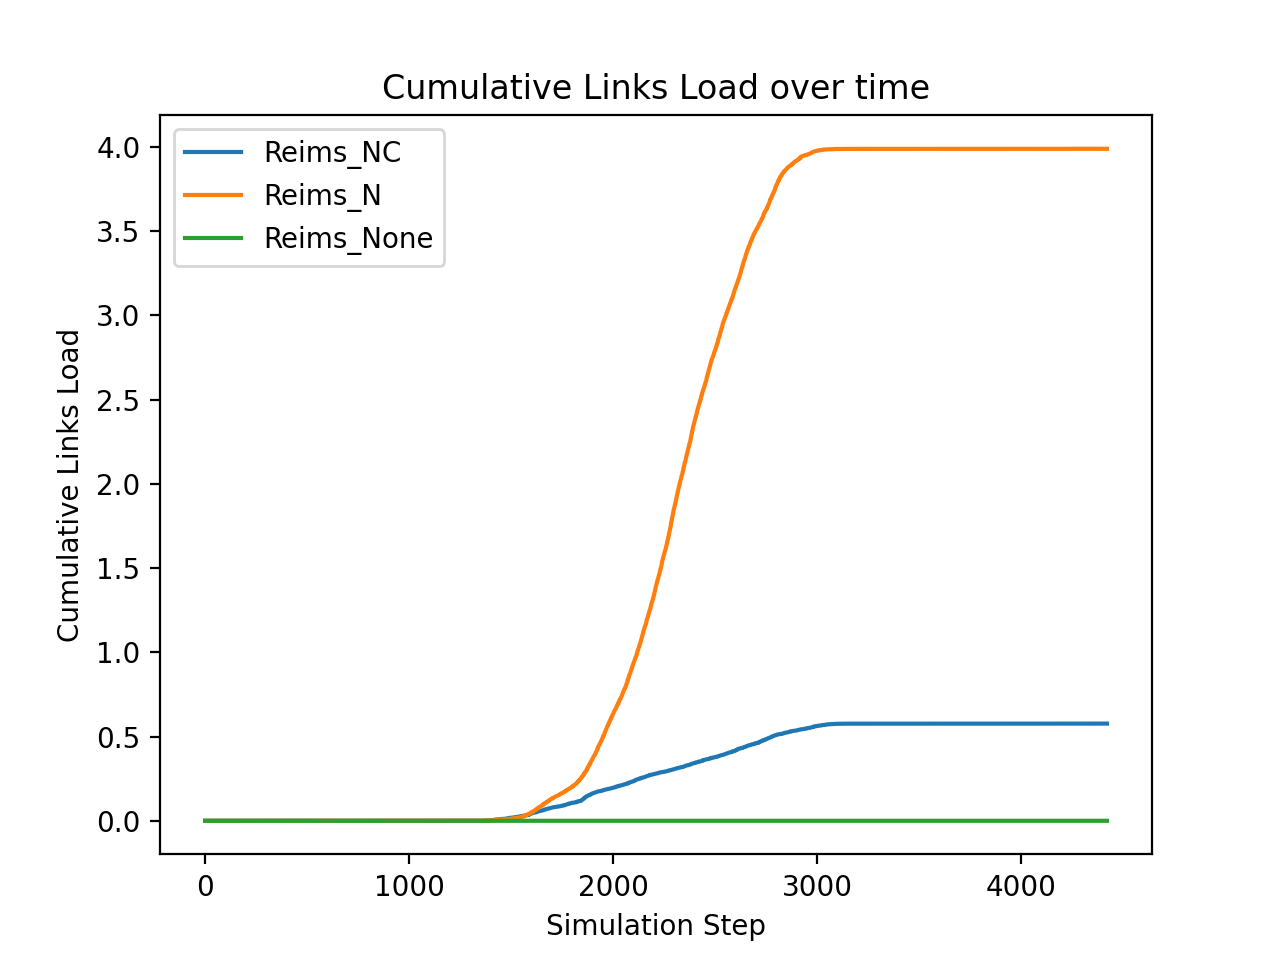 Cumulative Links Load over time
Reims_NC
Reims_N
Reims_None
Cumulative Links Load
4.0
3.5
3.0
2.5
2.0
1.5
1.0
0.5
0.0
0 1000 2000 3000 4000
Simulation Step